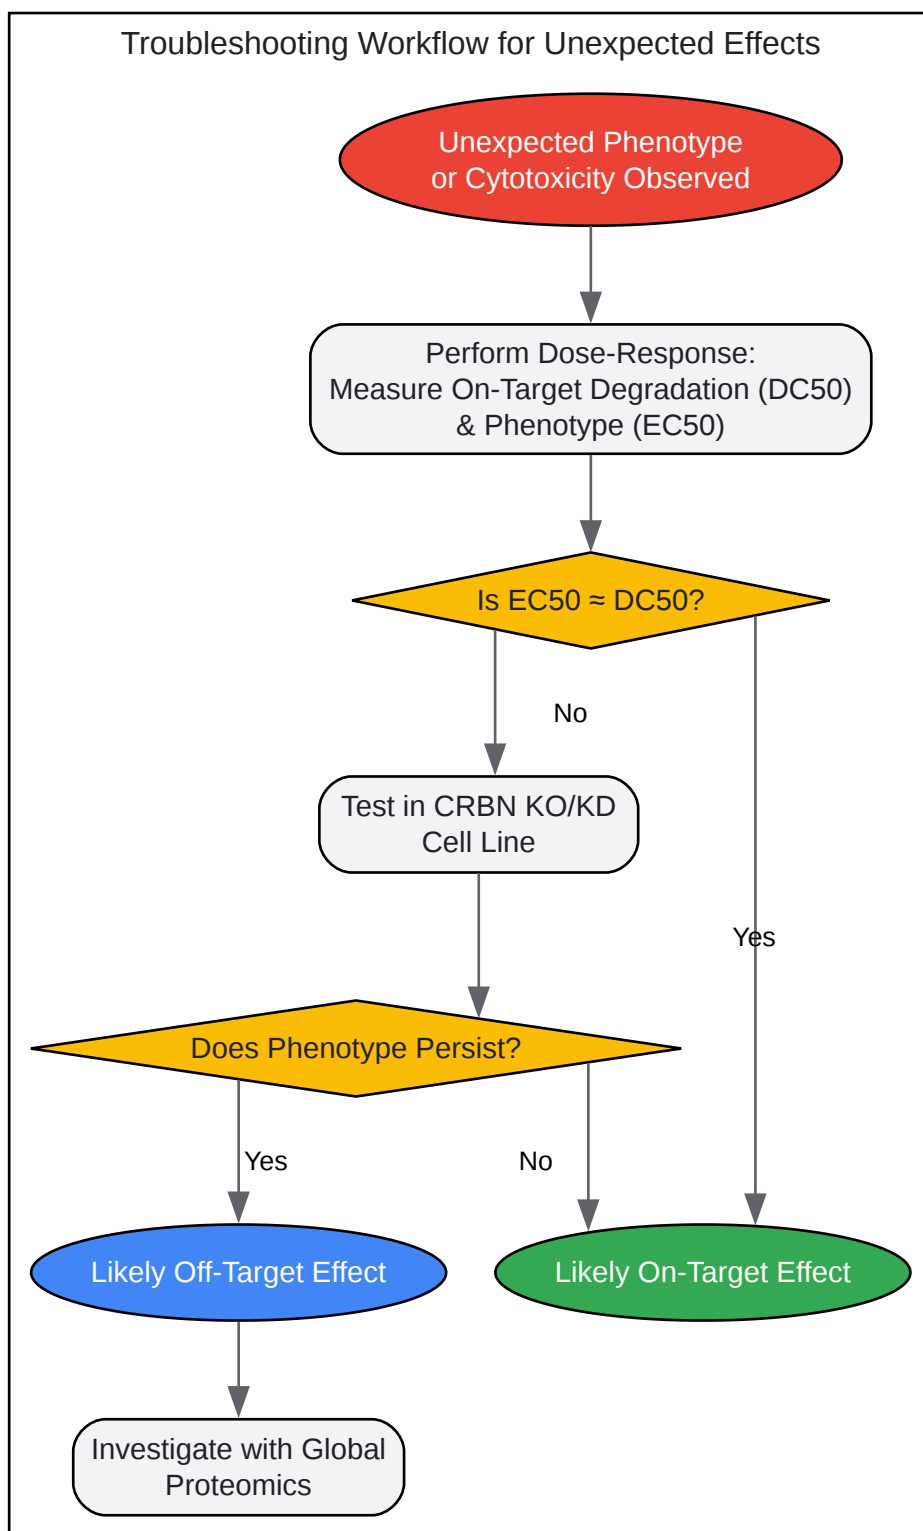 Troubleshooting Workflow for Unexpected Effects
Unexpected Phenotype
or Cytotoxicity Observed
Perform Dose-Response:
Measure On-Target Degradation (DC50)
& Phenotype (EC50)
Is EC50 ≈ DC50?
No
Test in CRBN KO/KD
Cell Line
Yes
Does Phenotype Persist?
Yes
No
Likely Off-Target Effect
Likely On-Target Effect
Investigate with Global
Proteomics